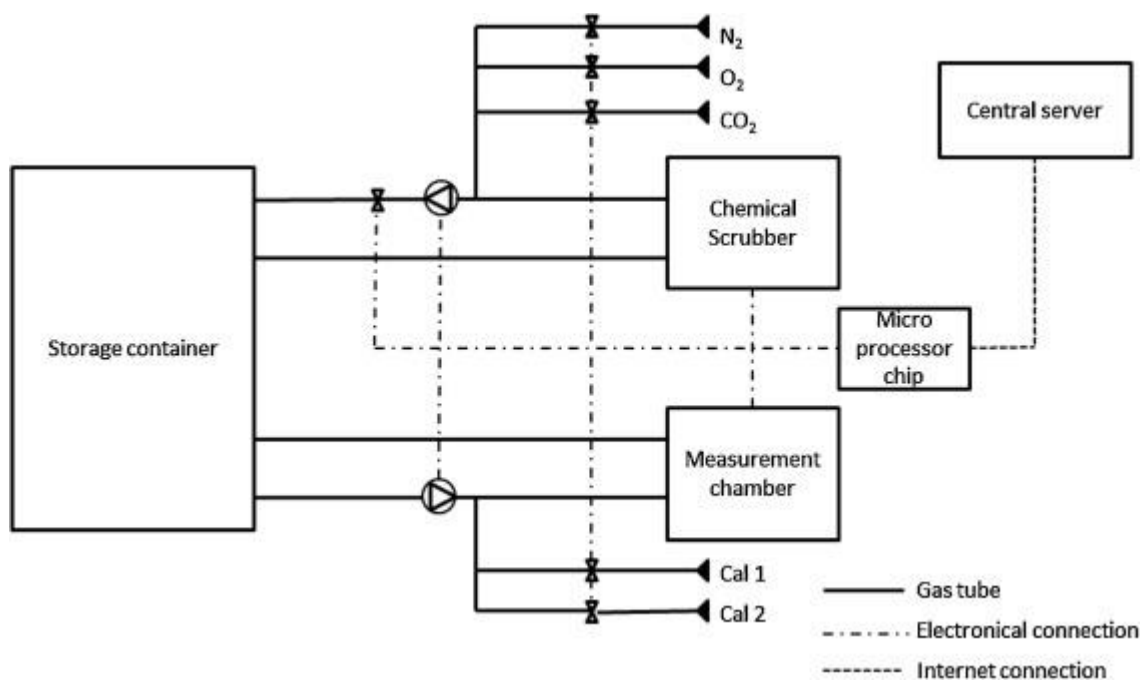 N₂
O₂
CO₂
Central server
Chemical
Scrubber
Storage container
Micro
processor
chip
Measurement
chamber
Cal 1
Cal 2
Gas tube
Electronical connection
Internet connection